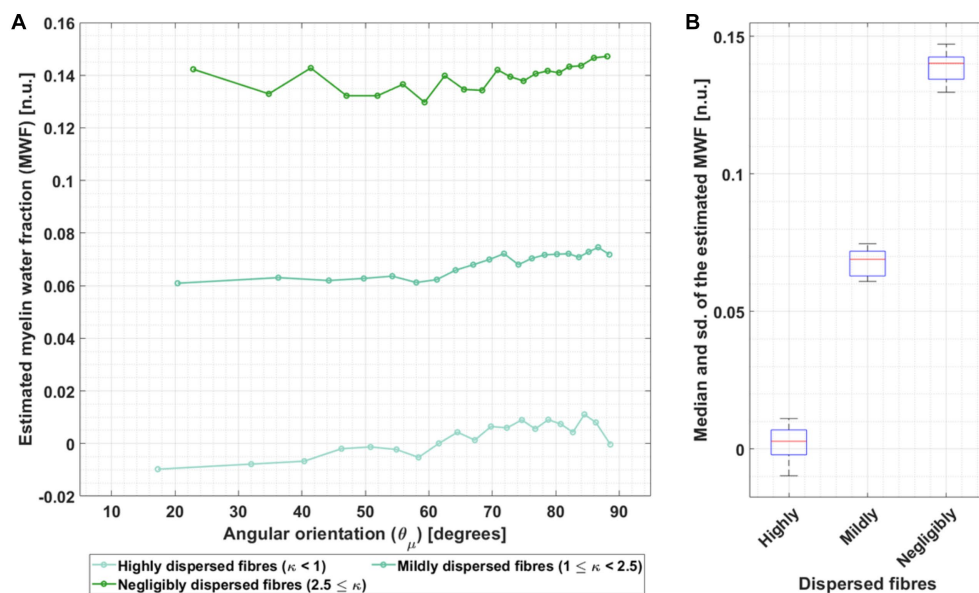 A
Estimated myelin water fraction (MWF) [n.u.]
0.16
0.14
0.12
0.1
0.08
0.06
0.04
0.02
0
-0.02
10 20 30 40 50 60 70 80 90
Angular orientation (θμ) [degrees]
Highly dispersed fibres (κ < 1) Mildly dispersed fibres (1 ≤ κ < 2.5)
Negligibly dispersed fibres (2.5 ≤ κ)
B
Median and sd. of the estimated MWF [n.u.]
0.15
0.1
0.05
0
Highly Mildly Negligibly
Dispersed fibres